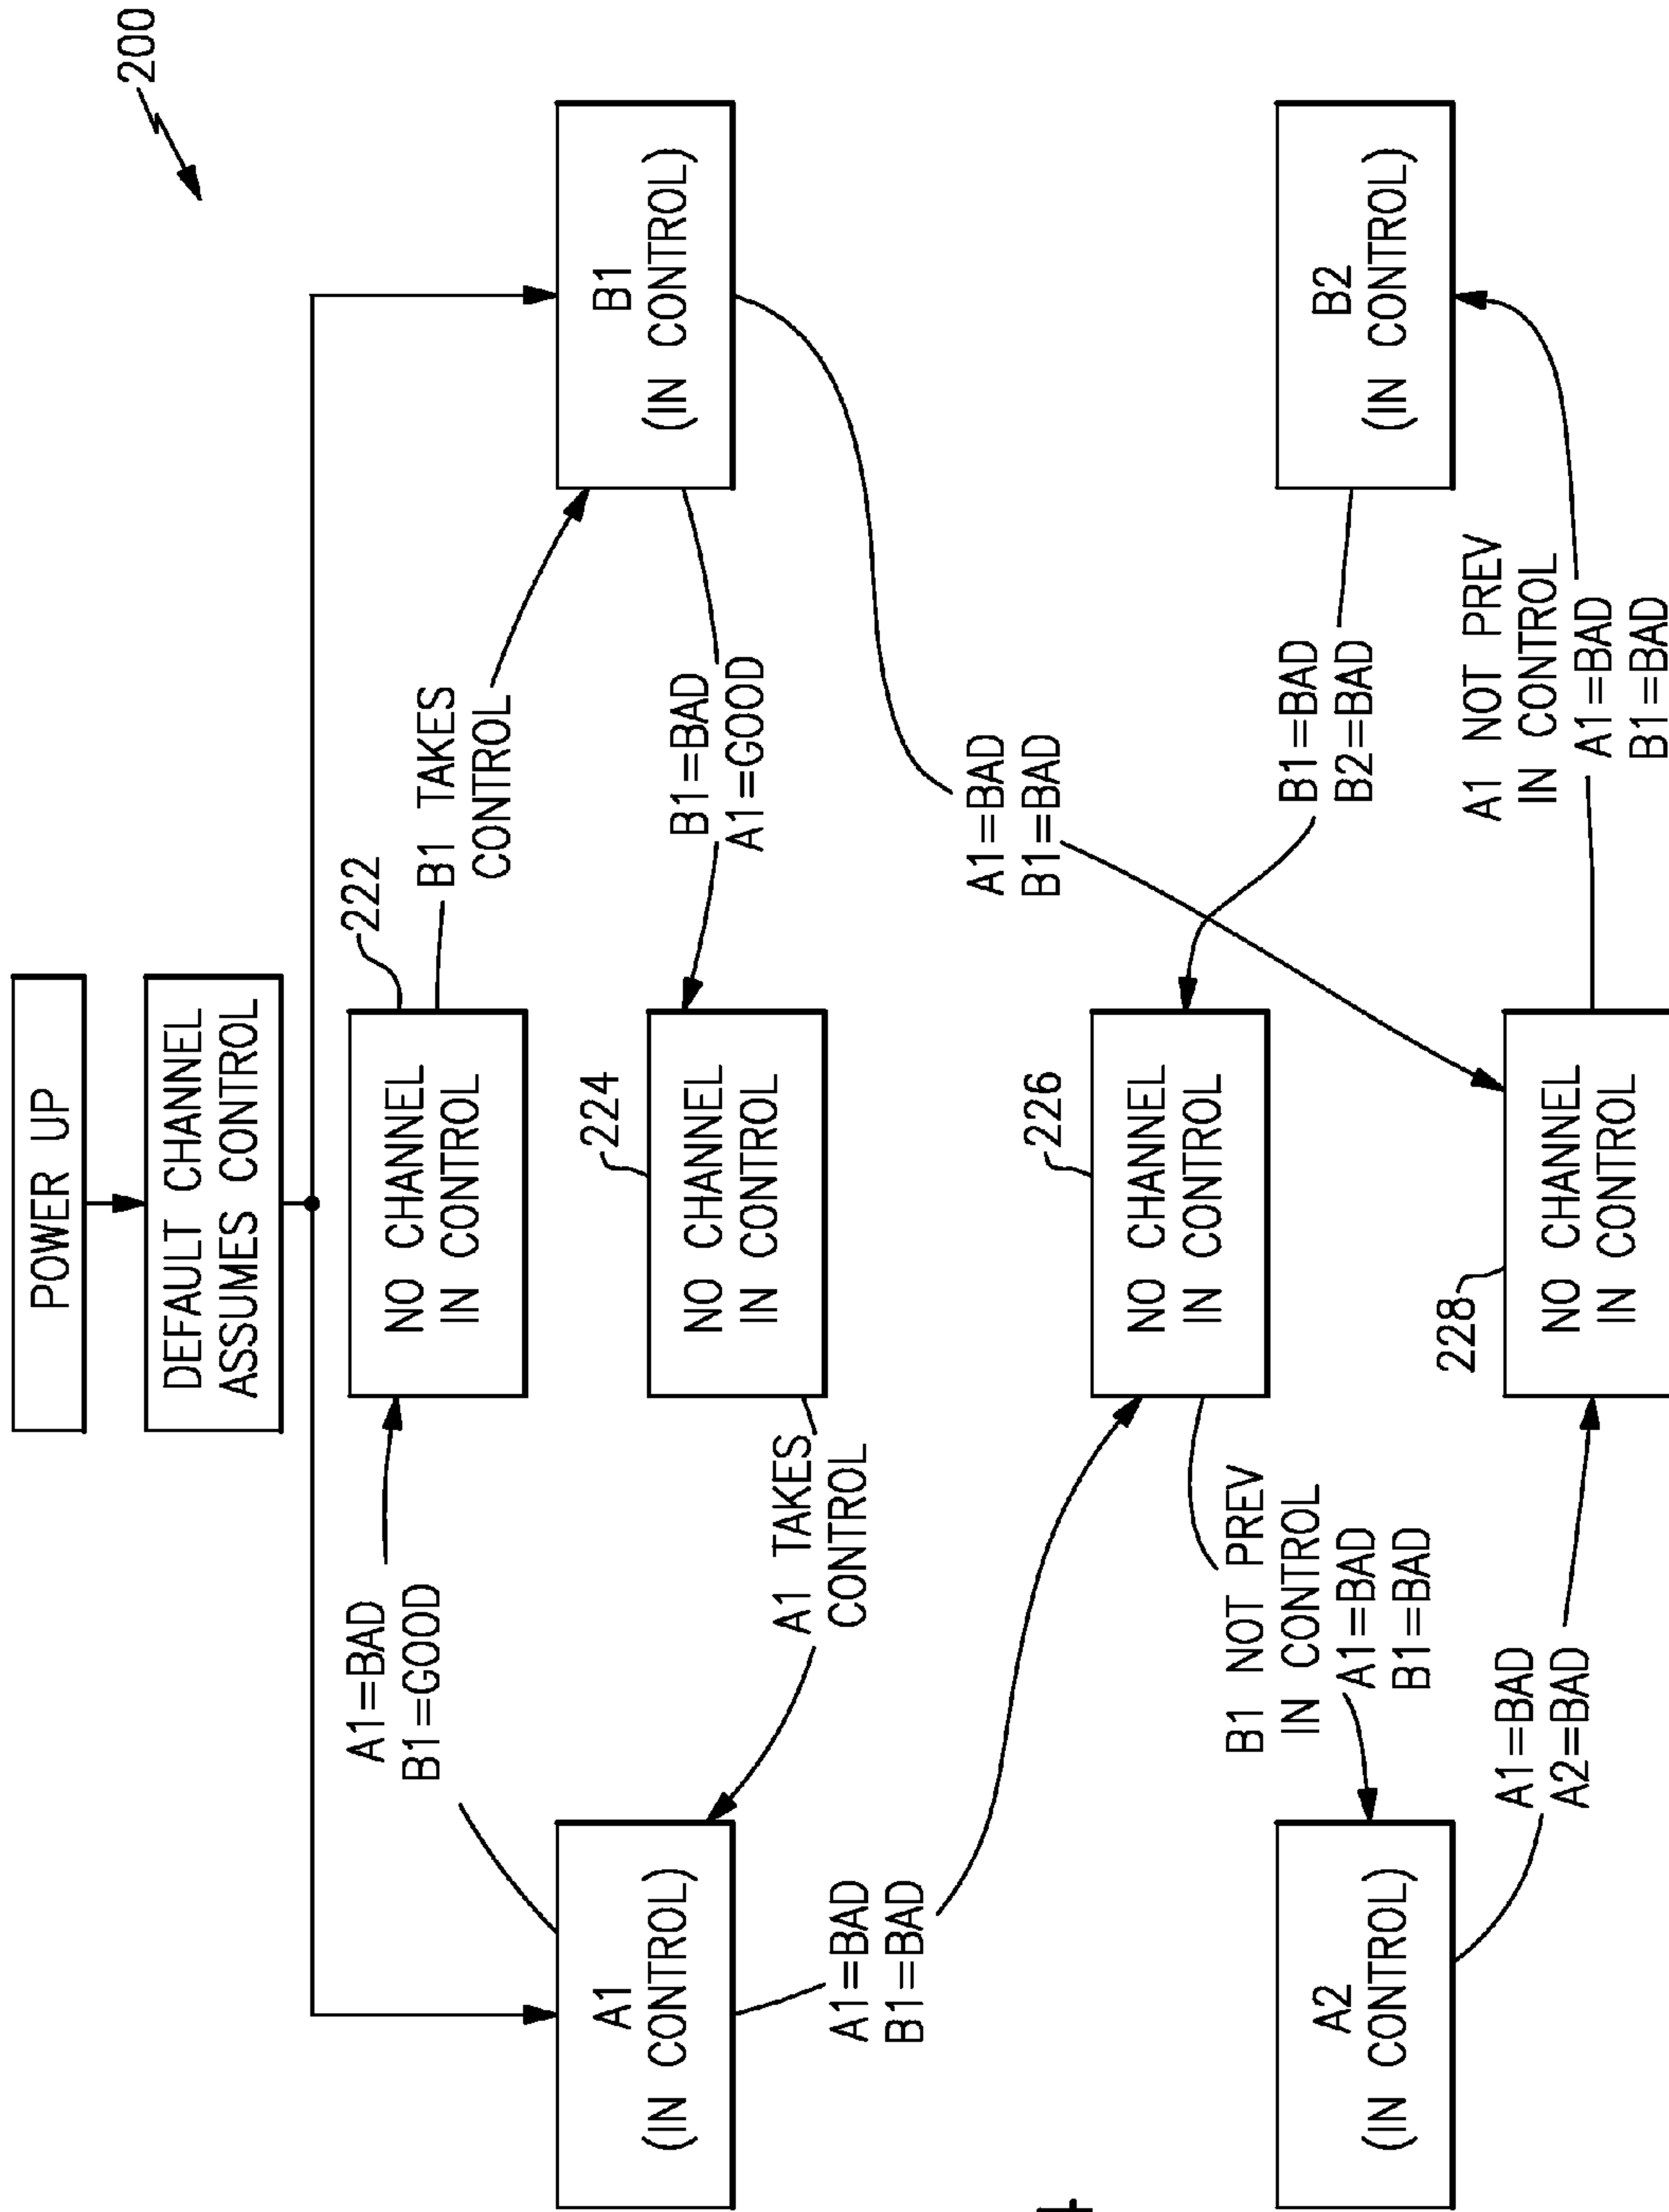 200
POWER UP
DEFAULT CHANNEL
ASSUMES CONTROL
222
NO CHANNEL
IN CONTROL
A1=BAD
B1=GOOD
B1 TAKES
CONTROL
A1
(IN CONTROL)
B1
(IN CONTROL)
224
NO CHANNEL
IN CONTROL
B1=BAD
A1=GOOD
A1 TAKES
CONTROL
A1=BAD
B1=BAD
A1=BAD
B1=BAD
226
NO CHANNEL
IN CONTROL
B1=BAD
B2=BAD
B1 NOT PREV
IN CONTROL
A1=BAD
B1=BAD
A2
(IN CONTROL)
B2
(IN CONTROL)
A1=BAD
A2=BAD
228
NO CHANNEL
IN CONTROL
A1 NOT PREV
IN CONTROL
A1=BAD
B1=BAD